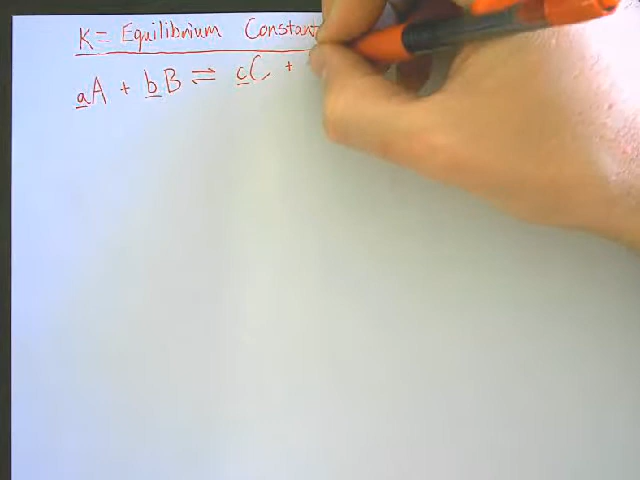 K = Equilibrium Constant
aA + bB ⇌ cC, +